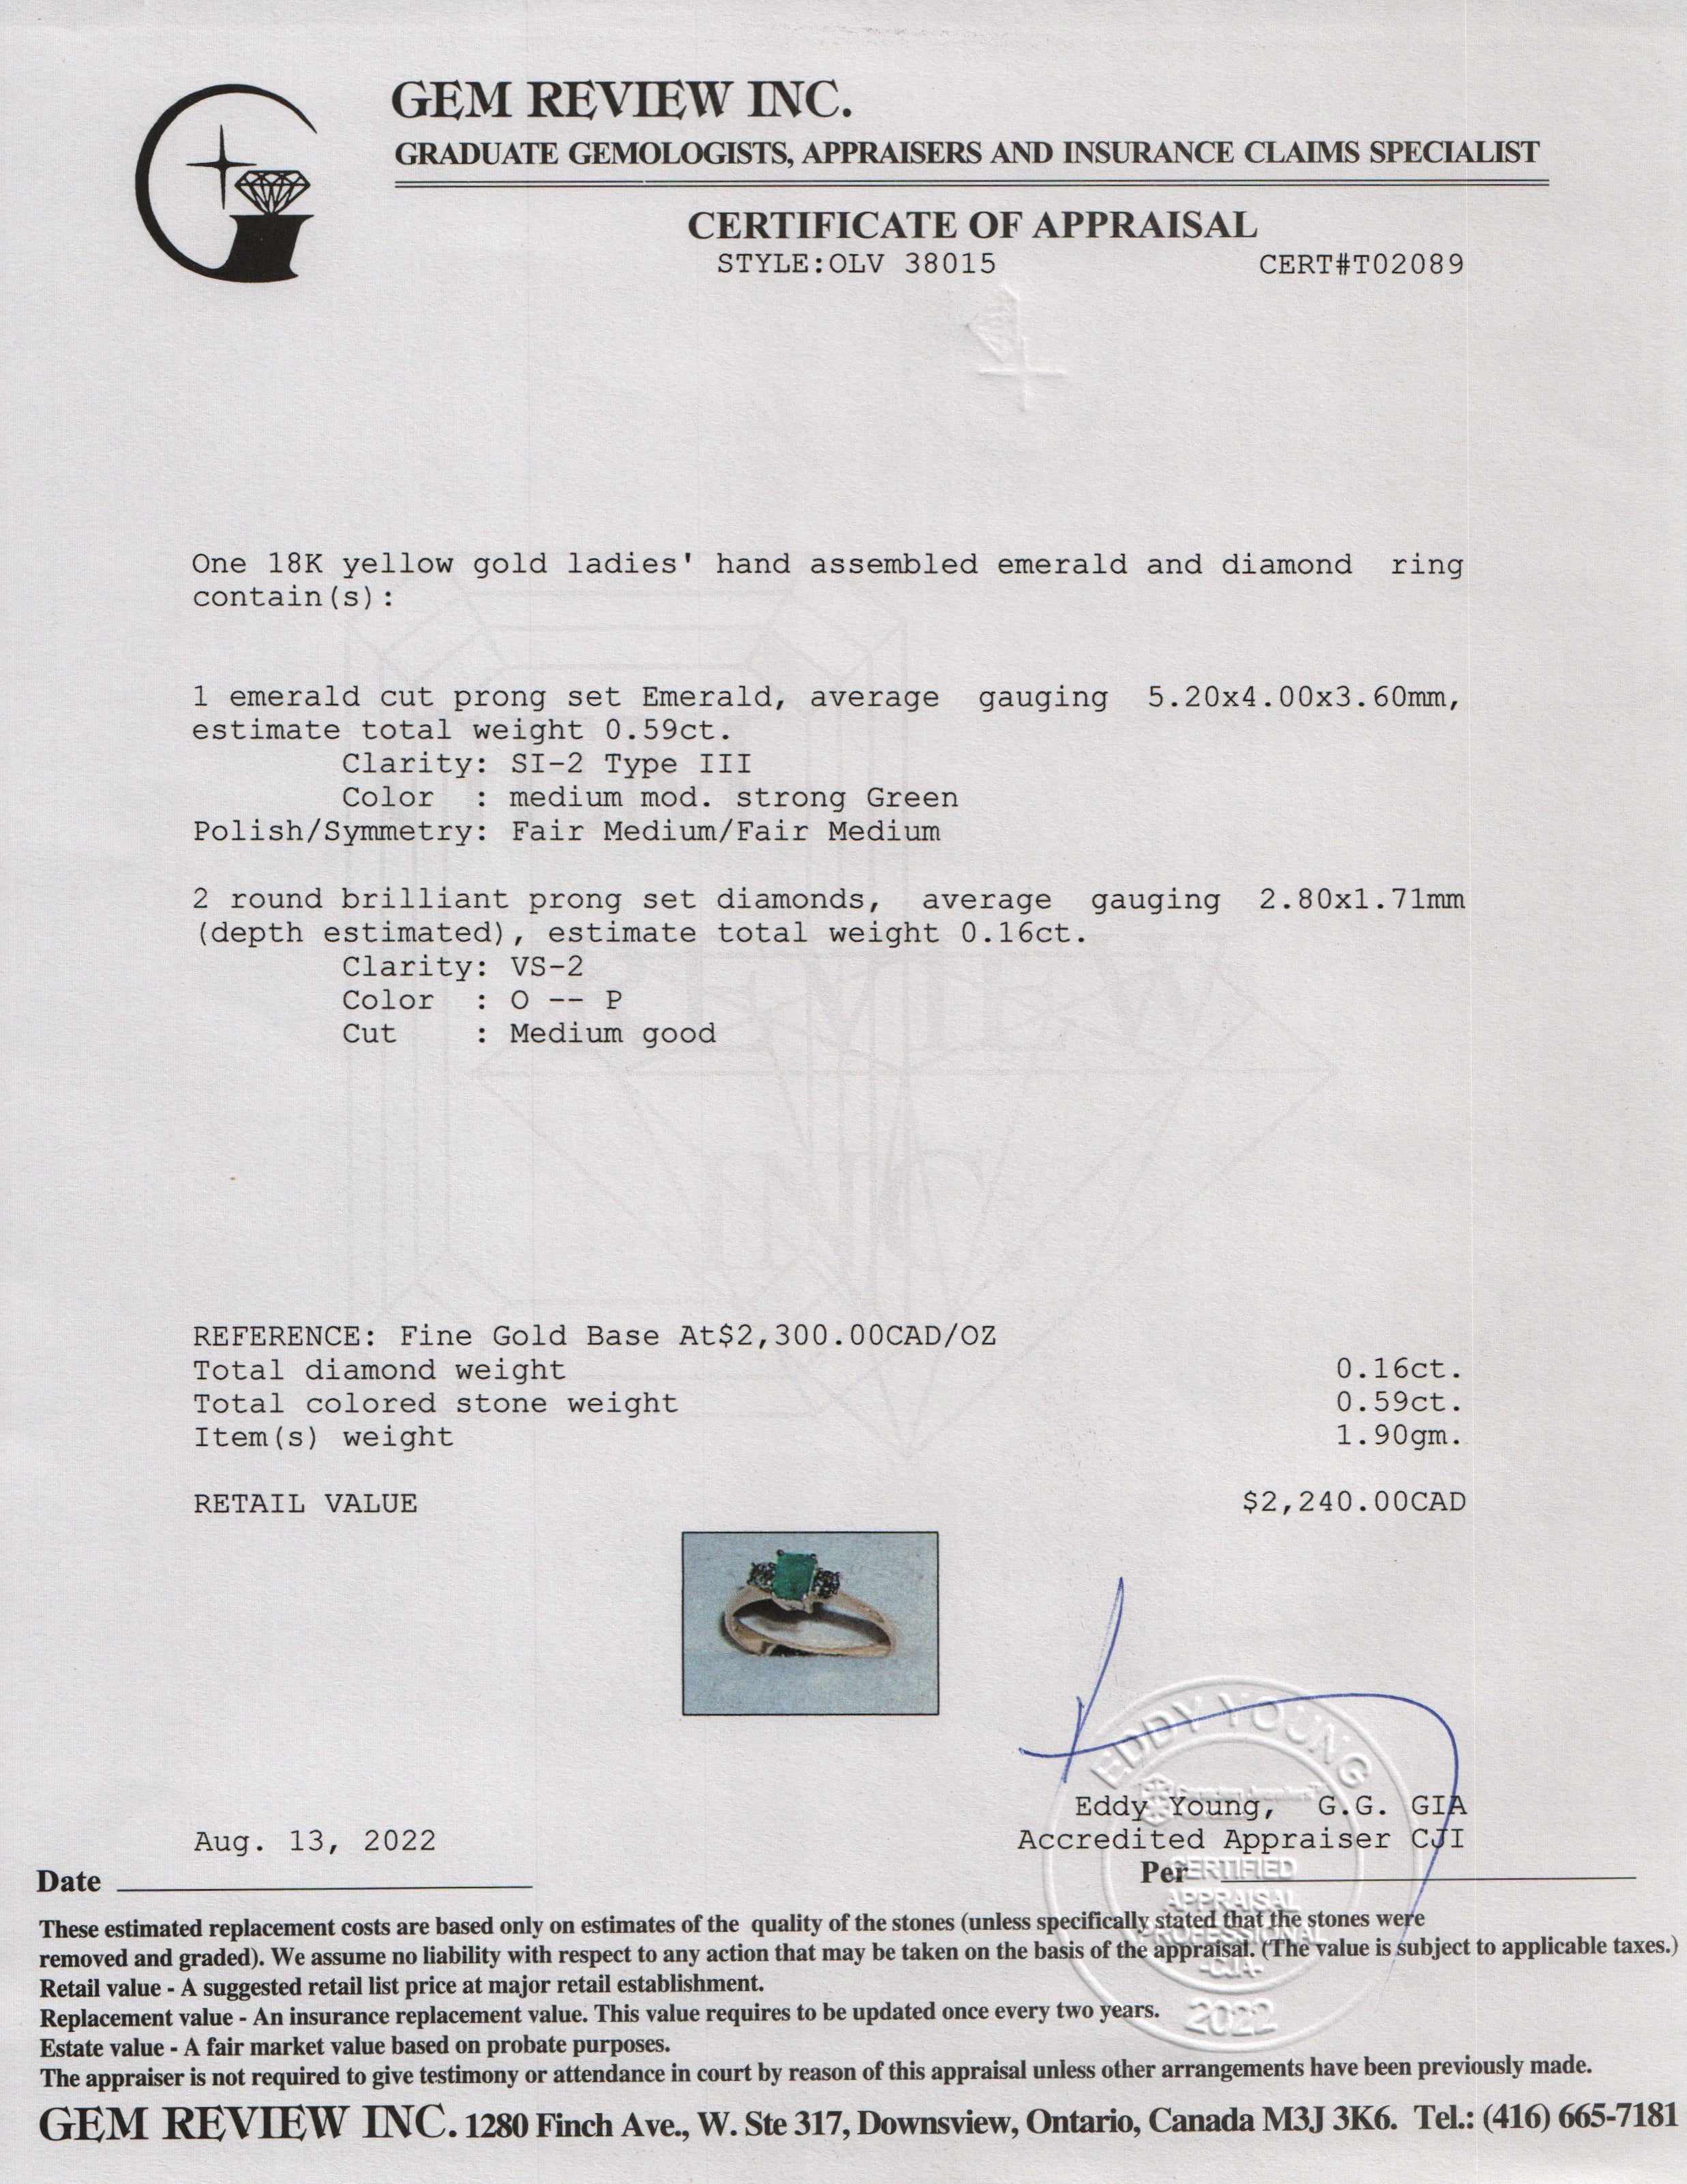 GEM REVIEW INC.
GRADUATE GEMOLOGISTS, APPRAISERS AND INSURANCE CLAIMS SPECIALIST
CERTIFICATE OF APPRAISAL
STYLE:OLV 38015 CERT#T02089
One 18K yellow gold ladies' hand assembled emerald and diamond ring
contain(s):
1 emerald cut prong set Emerald, average gauging 5.20x4.00x3.60mm,
estimate total weight 0.59ct.
Clarity: SI-2 Type III
Color : medium mod. strong Green
Polish/Symmetry: Fair Medium/Fair Medium
2 round brilliant prong set diamonds, average gauging 2.80x1.71mm
(depth estimated), estimate total weight 0.16ct.
Clarity: VS-2
Color : O -- P
Cut : Medium good
REFERENCE: Fine Gold Base At$2,300.00CAD/OZ
Total diamond weight 0.16ct.
Total colored stone weight 0.59ct.
Item(s) weight 1.90gm.
RETAIL VALUE $2,240.00CAD
EDDY YOUNG
Eddy Young, G.G. GIA
Aug. 13, 2022 Accredited Appraiser CJI
Date Per
CERTIFIED
APPRAISAL
PROFESSIONAL
-CJA-
2022
These estimated replacement costs are based only on estimates of the quality of the stones (unless specifically stated that the stones were
removed and graded). We assume no liability with respect to any action that may be taken on the basis of the appraisal. (The value is subject to applicable taxes.)
Retail value - A suggested retail list price at major retail establishment.
Replacement value - An insurance replacement value. This value requires to be updated once every two years.
Estate value - A fair market value based on probate purposes.
The appraiser is not required to give testimony or attendance in court by reason of this appraisal unless other arrangements have been previously made.
GEM REVIEW INC. 1280 Finch Ave., W. Ste 317, Downsview, Ontario, Canada M3J 3K6. Tel.: (416) 665-7181